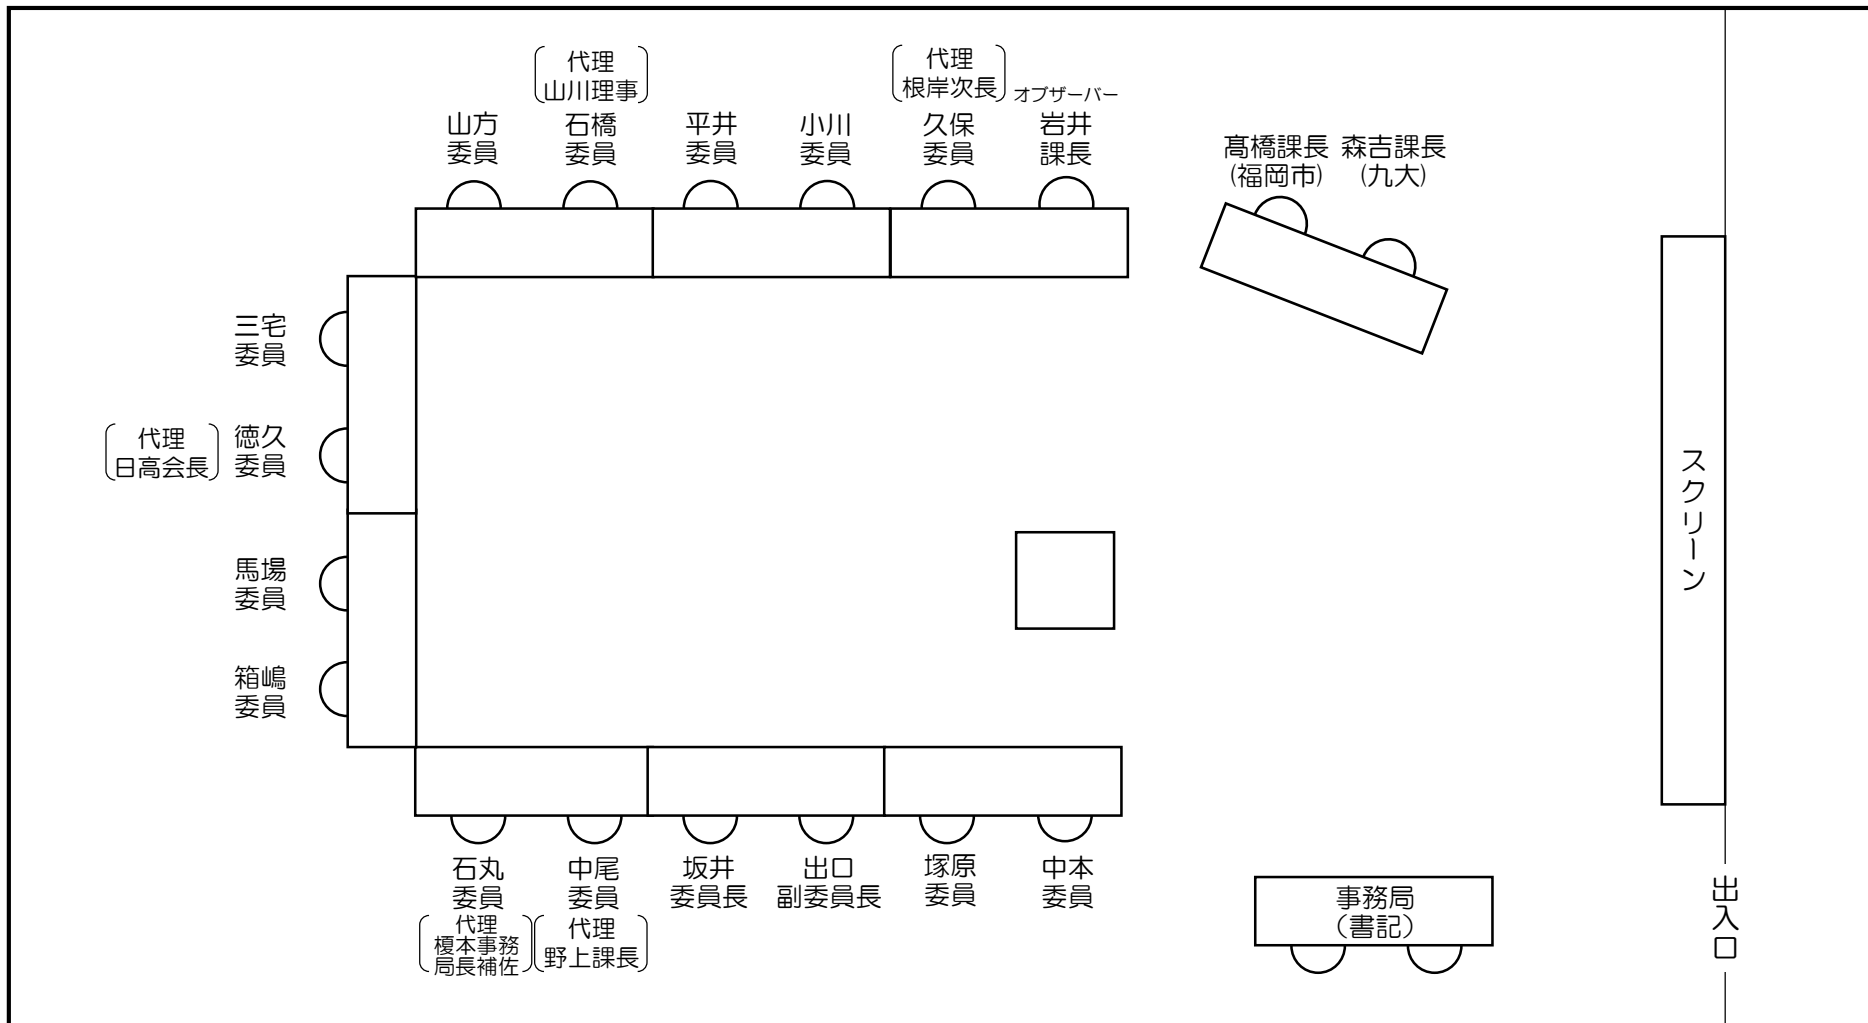 代理
山川理事
代理
根岸次長
オブザーバー
山方
委員
石橋
委員
平井
委員
小川
委員
久保
委員
岩井
課長
髙橋課長
(福岡市)
森吉課長
(九大)
三宅
委員
代理
日高会長
徳久
委員
馬場
委員
箱嶋
委員
スクリーン
石丸
委員
代理
榎本事務
局長補佐
中尾
委員
代理
野上課長
坂井
委員長
出口
副委員長
塚原
委員
中本
委員
事務局
(書記)
出入口